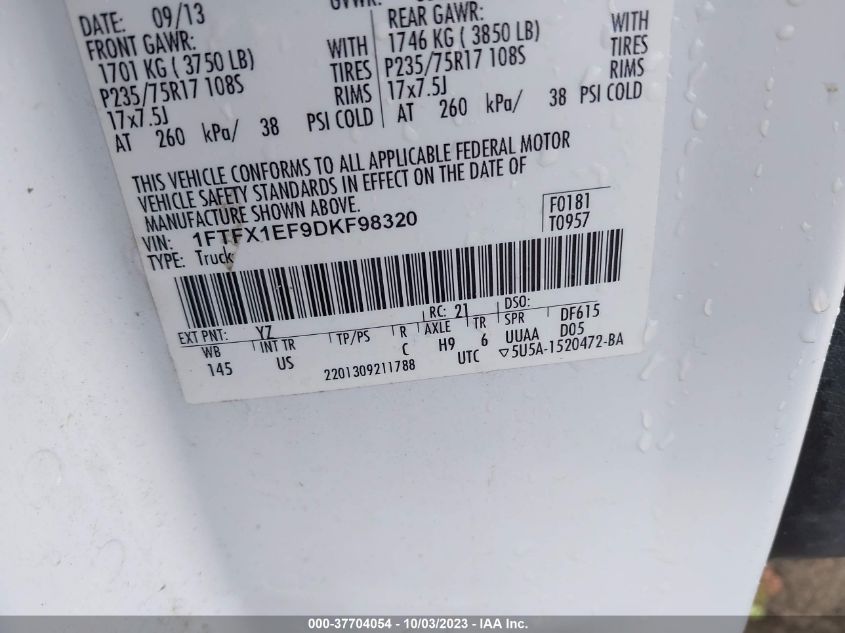 DATE: 09/13
FRONT GAWR:
1701 KG ( 3750 LB) WITH
P235/75R17 108S TIRES
17x7.5J RIMS
AT 260 kPa/ 38 PSI COLD
GVWR:
REAR GAWR:
1746 KG ( 3850 LB) WITH
P235/75R17 108S TIRES
17x7.5J RIMS
AT 260 kPa/ 38 PSI COLD
THIS VEHICLE CONFORMS TO ALL APPLICABLE FEDERAL MOTOR
VEHICLE SAFETY STANDARDS IN EFFECT ON THE DATE OF
MANUFACTURE SHOWN ABOVE.
VIN: 1FTFX1EF9DKF98320
TYPE: Truck
F0181
T0957
EXT PNT: YZ RC: 21 DSO:
WB INT TR TP/PS R AXLE TR SPR DF615
145 US C H9 6 UUAA D05
2201309211788 UTC ▽5U5A-1520472-BA
000-37704054 - 10/03/2023 - IAA Inc.